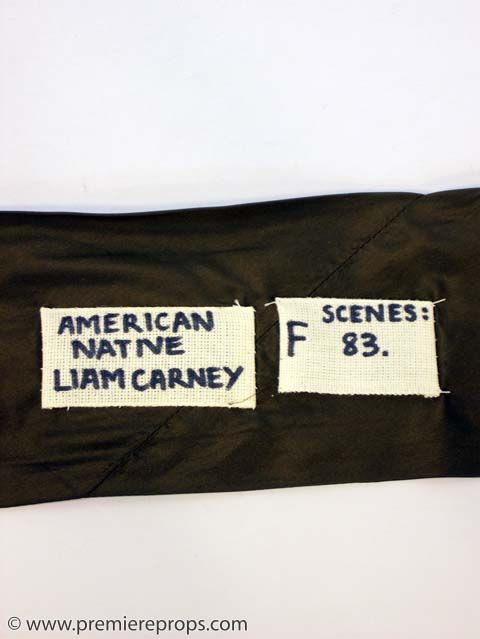 AMERICAN
NATIVE
LIAM CARNEY
F SCENES:
83.
© www.premiereprops.com